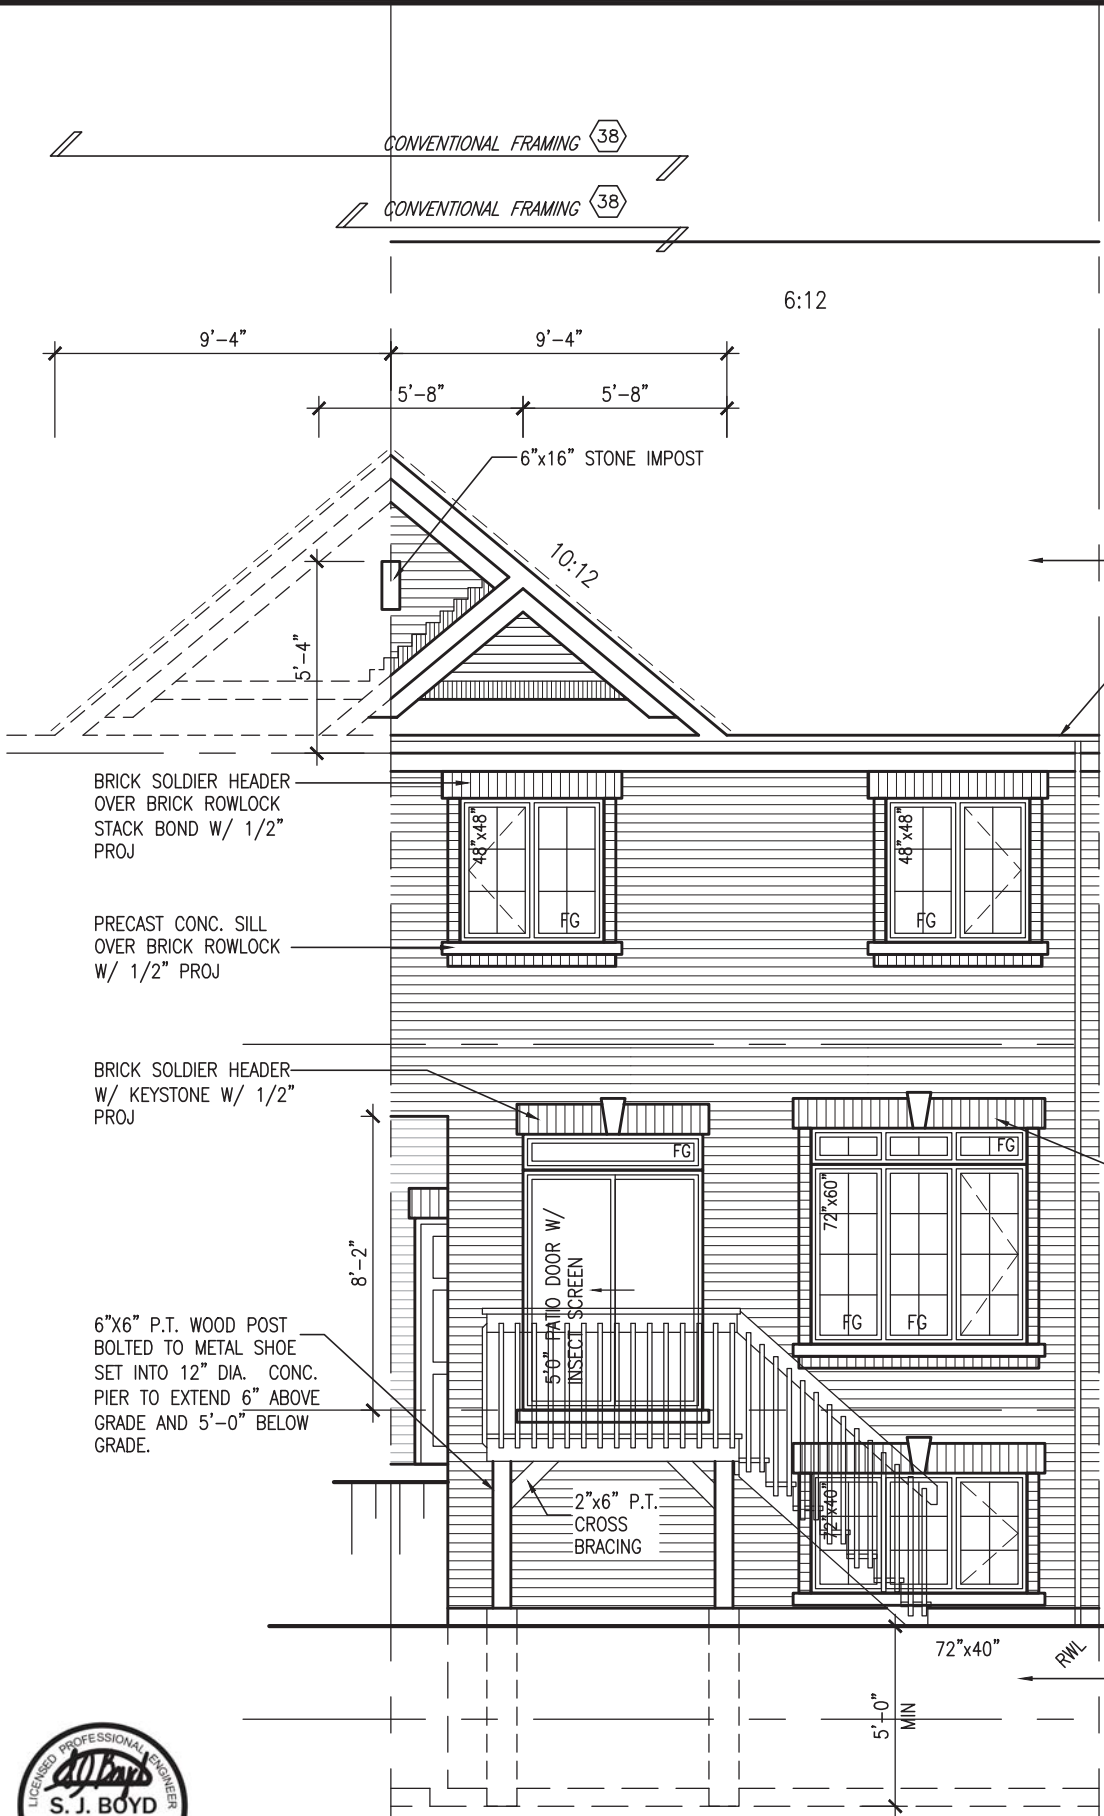 CONVENTIONAL FRAMING 38
CONVENTIONAL FRAMING 38
6:12
9'-4" 9'-4"
5'-8" 5'-8"
6"x16" STONE IMPOST
10:12
5'-4"
BRICK SOLDIER HEADER
OVER BRICK ROWLOCK
STACK BOND W/ 1/2"
PROJ
48"x48"
FG
48"x48"
FG
PRECAST CONC. SILL
OVER BRICK ROWLOCK
W/ 1/2" PROJ
BRICK SOLDIER HEADER
W/ KEYSTONE W/ 1/2"
PROJ
FG
FG
72"x60"
FG FG
5'0" PATIO DOOR W/
INSECT SCREEN
8'-2"
6"X6" P.T. WOOD POST
BOLTED TO METAL SHOE
SET INTO 12" DIA. CONC.
PIER TO EXTEND 6" ABOVE
GRADE AND 5'-0" BELOW
GRADE.
2"x6" P.T.
CROSS
BRACING
72"x40"
72"x40"
RWL
5'-0"
MIN
LICENSED PROFESSIONAL ENGINEER
S. J. BOYD